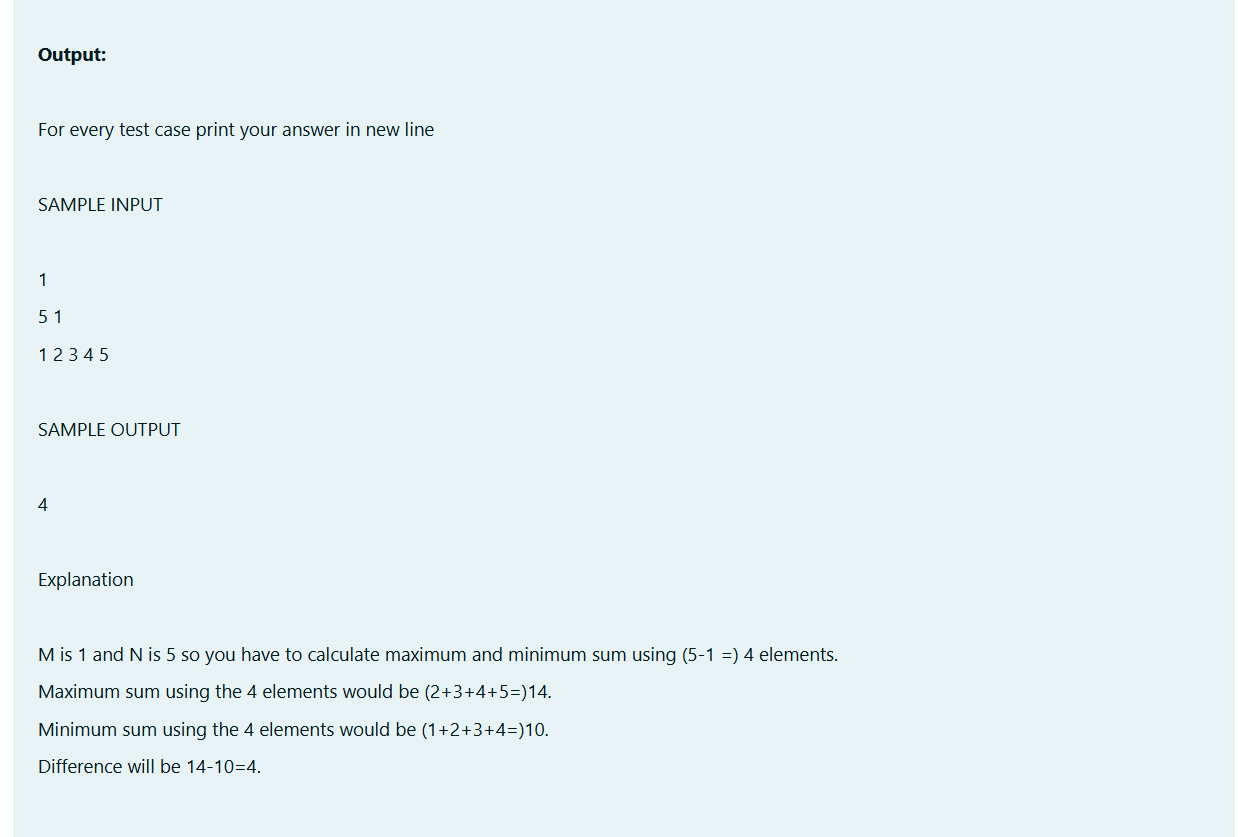 Output:
For every test case print your answer in new line
SAMPLE INPUT
1
5 1
1 2 3 4 5
SAMPLE OUTPUT
4
Explanation
M is 1 and N is 5 so you have to calculate maximum and minimum sum using (5-1 =) 4 elements.
Maximum sum using the 4 elements would be (2+3+4+5=)14.
Minimum sum using the 4 elements would be (1+2+3+4=)10.
Difference will be 14-10=4.